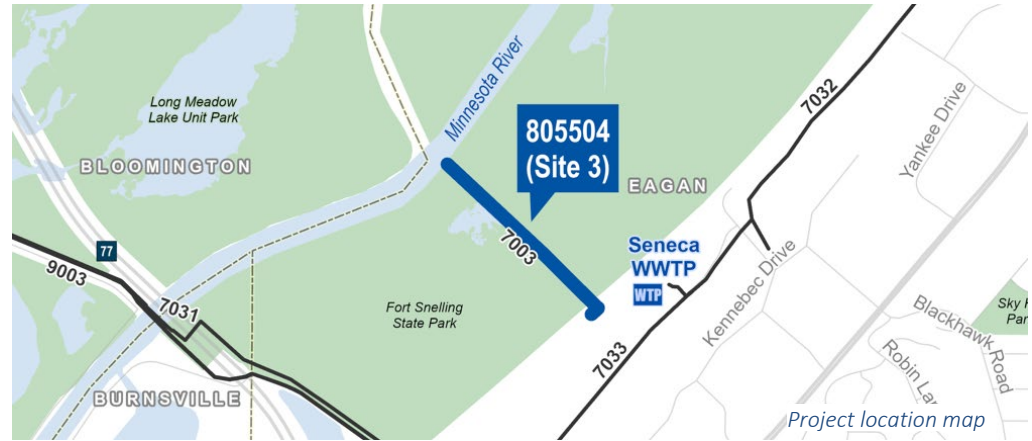 Long Meadow
Lake Unit Park
BLOOMINGTON
Minnesota River
805504
(Site 3)
EAGAN
7032
Yankee Drive
77
9003
7031
7003
Fort Snelling
State Park
Seneca
WWTP
WTP
Kennebec Drive
7033
Blackhawk Road
Robin
Sky
BURNSVILLE
Project location map